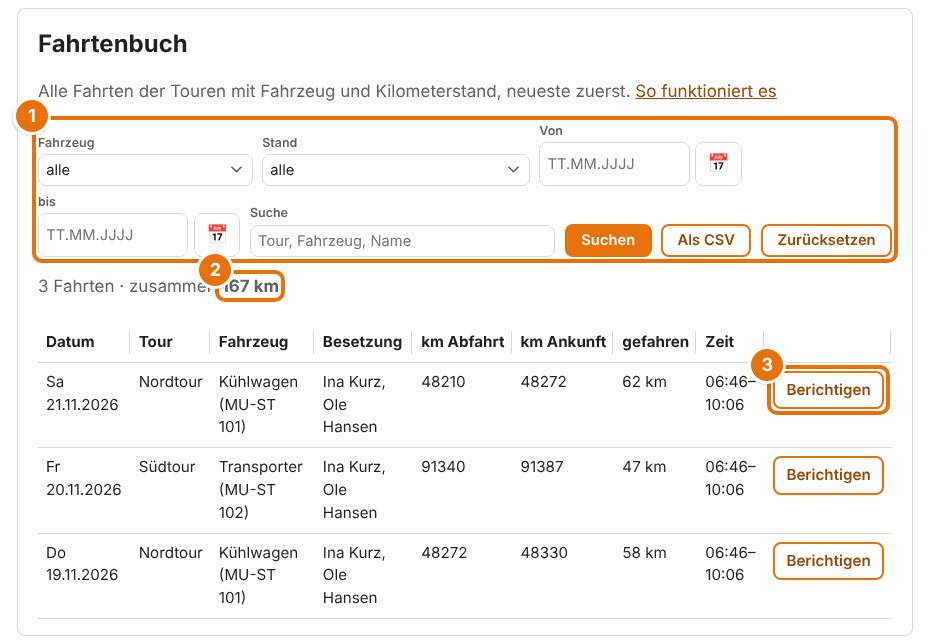 Fahrtenbuch
Alle Fahrten der Touren mit Fahrzeug und Kilometerstand, neueste zuerst. So funktioniert es
1
Fahrzeug Stand Von
alle alle TT.MM.JJJJ
bis Suche
TT.MM.JJJJ Tour, Fahrzeug, Name Suchen Als CSV Zurücksetzen
2
3 Fahrten · zusammen 167 km
Datum Tour Fahrzeug Besetzung km Abfahrt km Ankunft gefahren Zeit
3
Sa Nordtour Kühlwagen Ina Kurz, 48210 48272 62 km 06:46– Berichtigen
21.11.2026 (MU-ST Ole 10:06
101) Hansen
Fr Südtour Transporter Ina Kurz, 91340 91387 47 km 06:46– Berichtigen
20.11.2026 (MU-ST Ole 10:06
102) Hansen
Do Nordtour Kühlwagen Ina Kurz, 48272 48330 58 km 06:46– Berichtigen
19.11.2026 (MU-ST Ole 10:06
101) Hansen